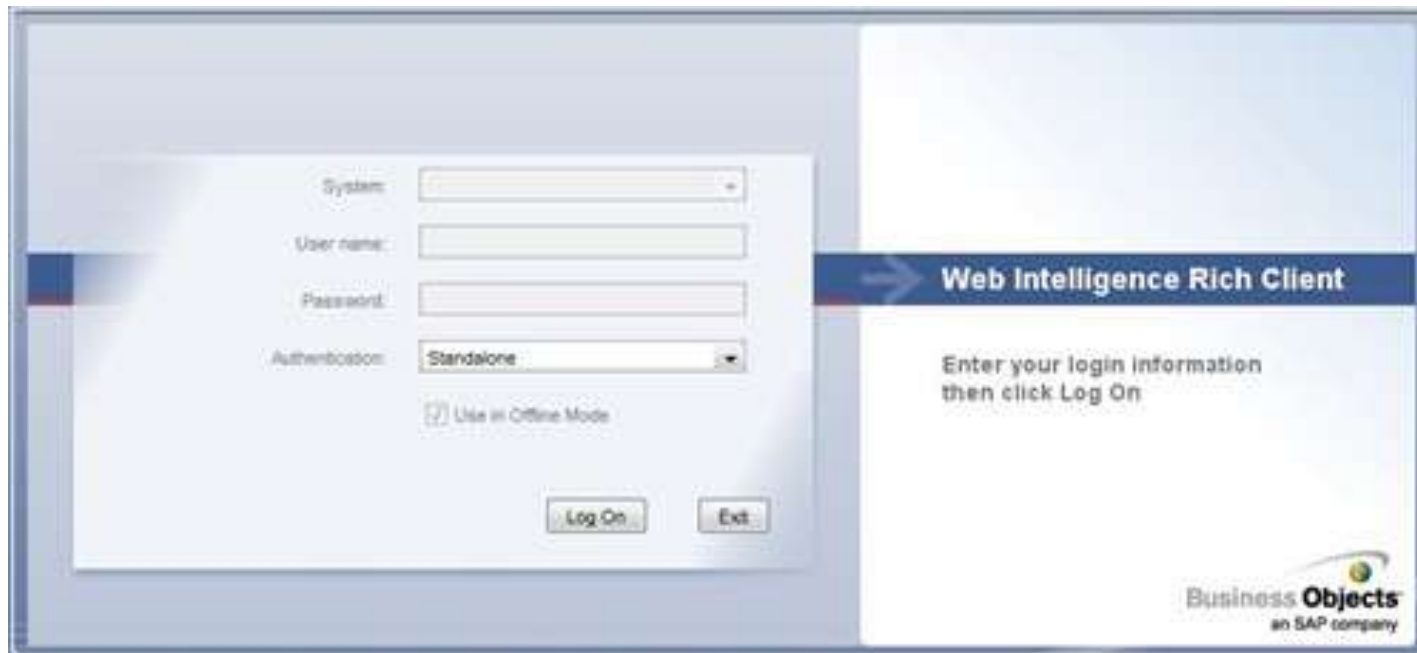 System:
User name:
Password:
Authentication:
Standalone
Use in Offline Mode
Log On
Exit
Web Intelligence Rich Client
Enter your login information
then click Log On
Business Objects
an SAP company